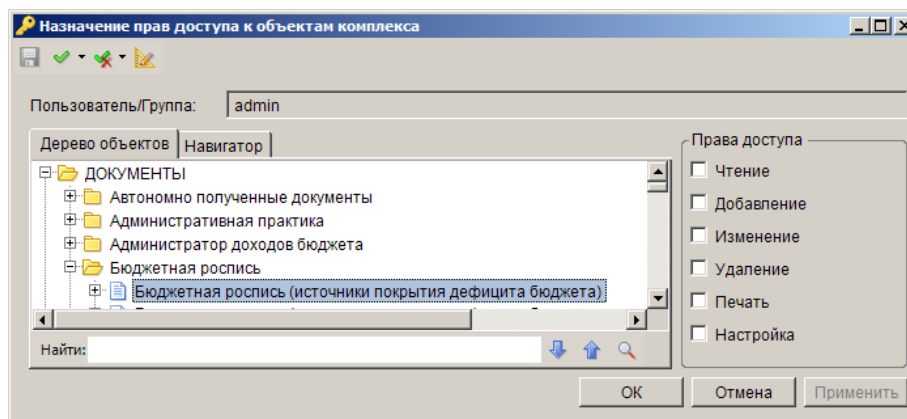 Назначение прав доступа к объектам комплекса
Пользователь/Группа: admin
Дерево объектов Навигатор
ДОКУМЕНТЫ
Автономно полученные документы
Административная практика
Администратор доходов бюджета
Бюджетная роспись
Бюджетная роспись (источники покрытия дефицита бюджета)
Найти:
Права доступа
Чтение
Добавление
Изменение
Удаление
Печать
Настройка
OK Отмена Применить